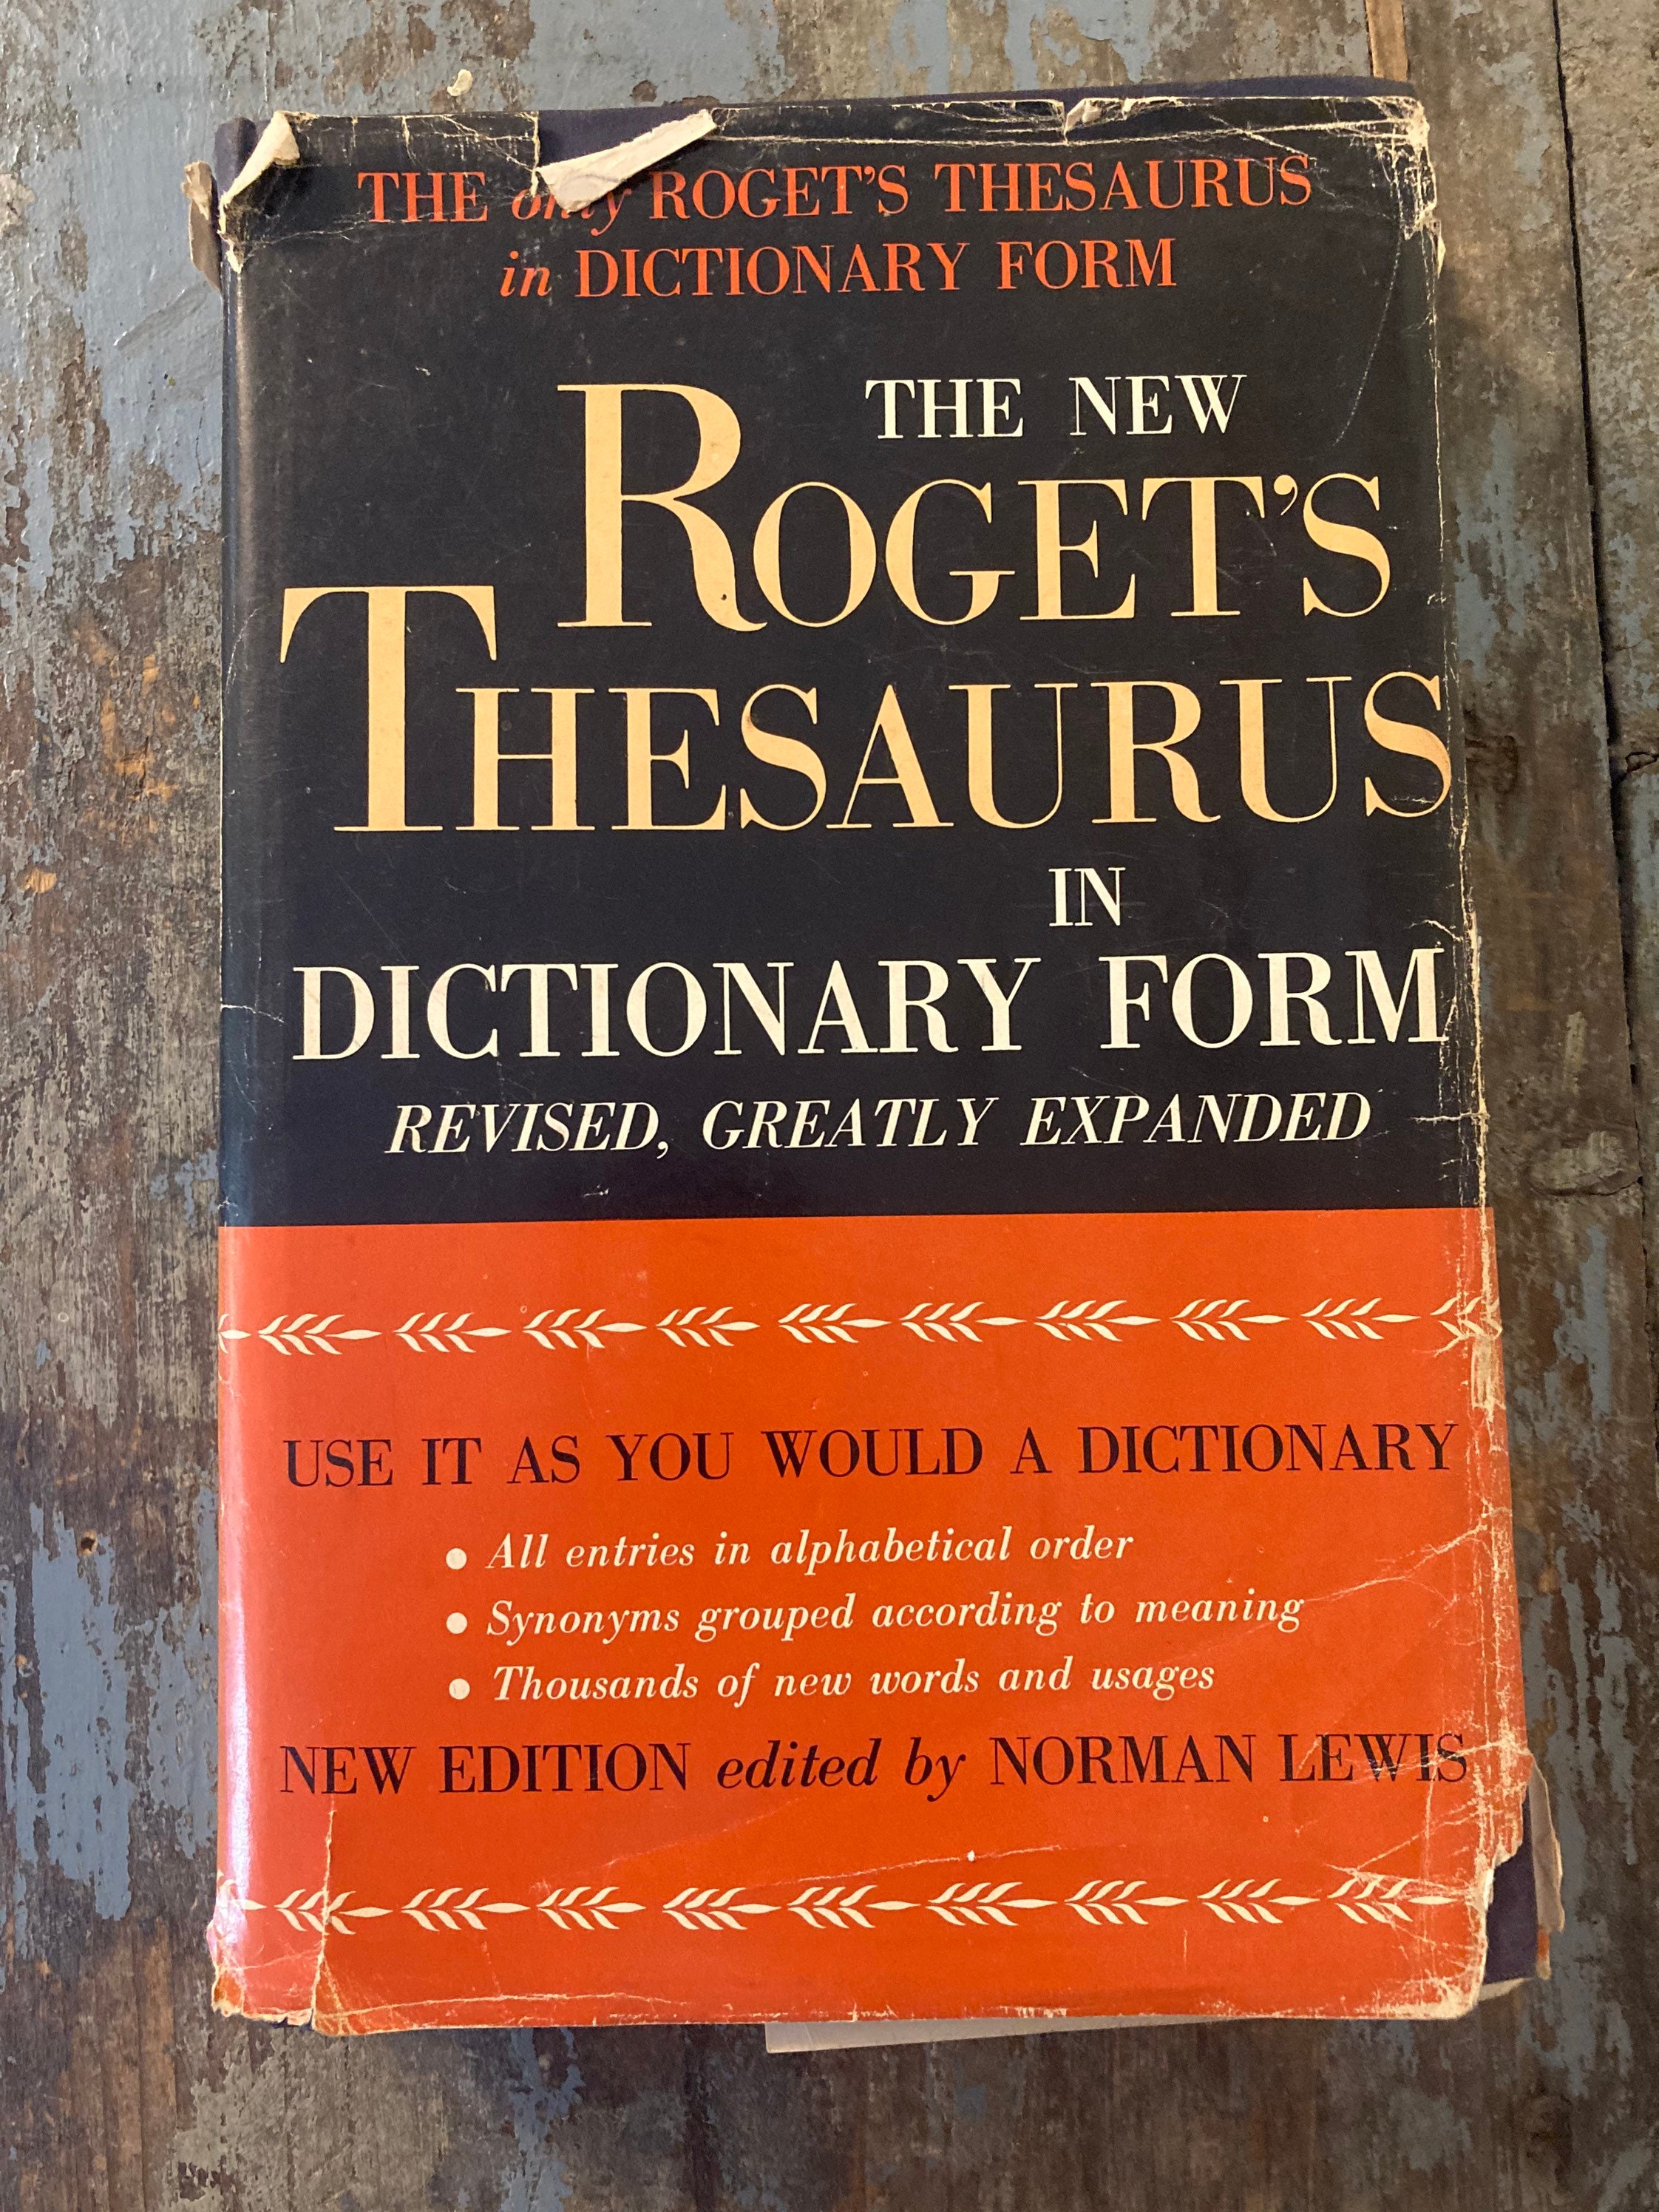 THE only ROGET'S THESAURUS
in DICTIONARY FORM
THE NEW
ROGET'S
THESAURUS
IN
DICTIONARY FORM
REVISED, GREATLY EXPANDED
USE IT AS YOU WOULD A DICTIONARY
• All entries in alphabetical order
• Synonyms grouped according to meaning
• Thousands of new words and usages
NEW EDITION edited by NORMAN LEWIS